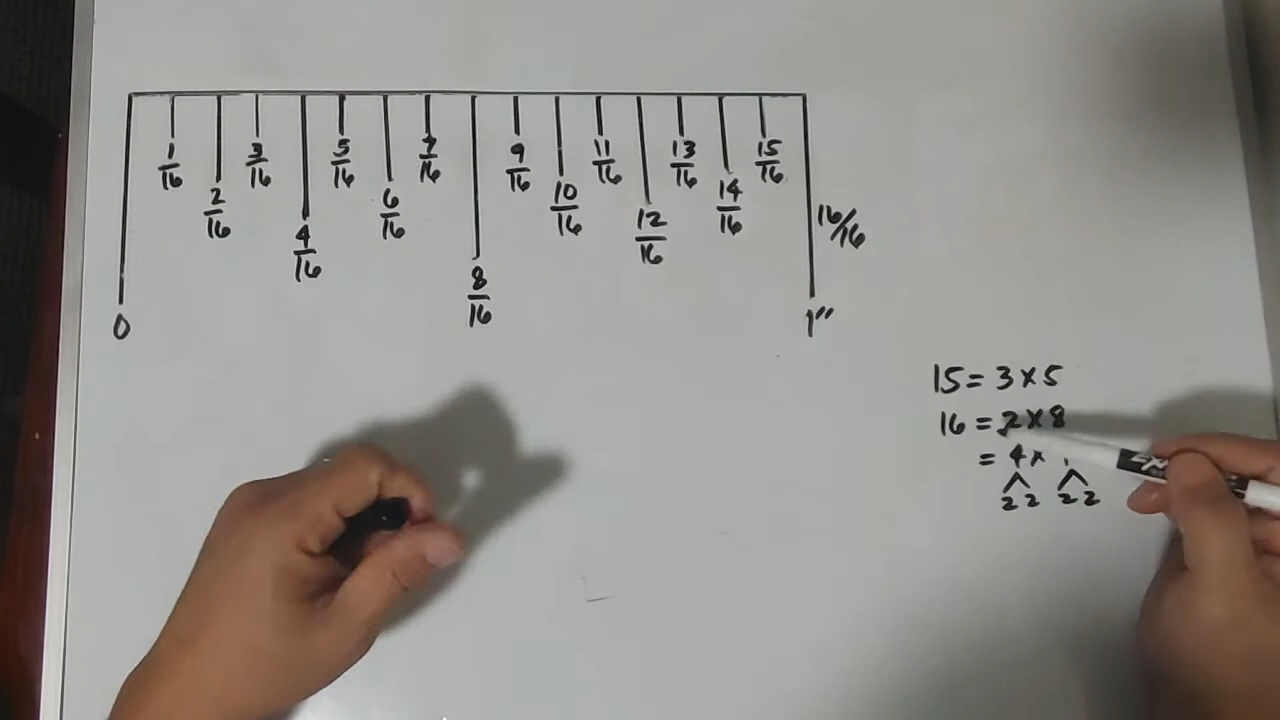 1/16 3/16 5/16 7/16 9/16 11/16 13/16 15/16
2/16 6/16 10/16 14/16
4/16 12/16 16/16
8/16
0 1"
15 = 3 x 5
16 = 2 x 8
= 4 x
2 2 2 2